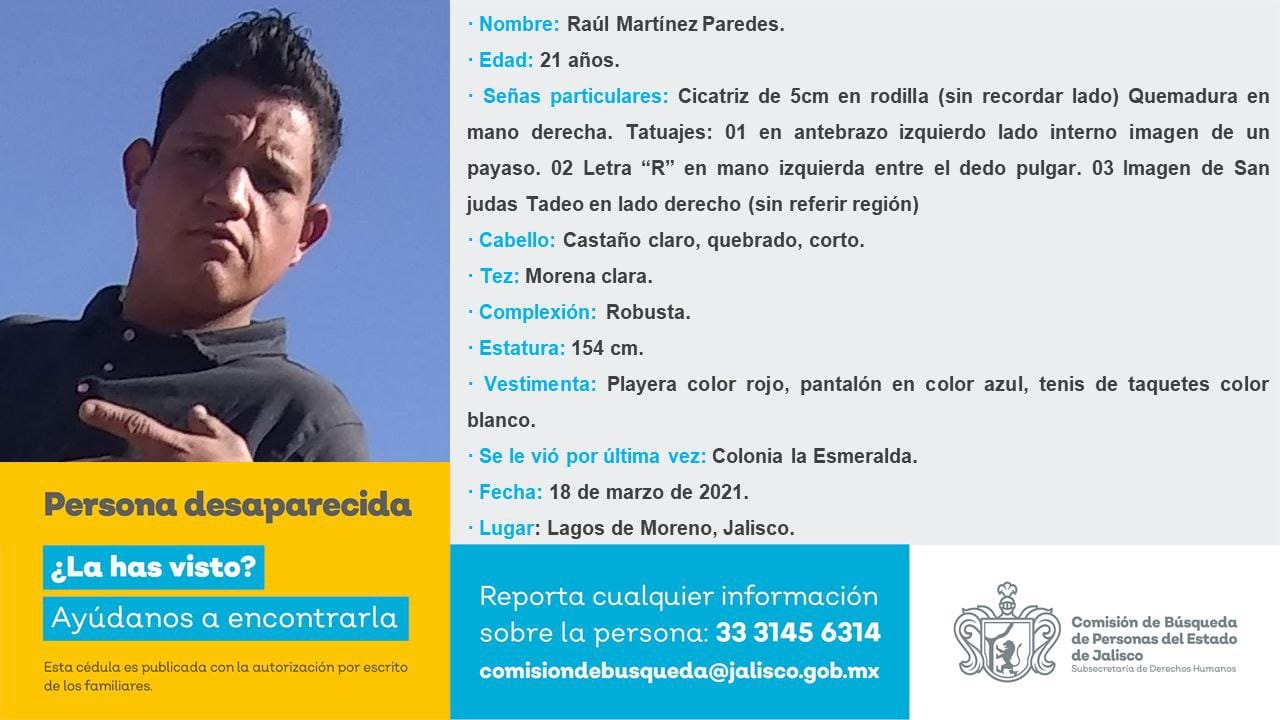 · Nombre: Raúl Martínez Paredes.
· Edad: 21 años.
· Señas particulares: Cicatriz de 5cm en rodilla (sin recordar lado) Quemadura en
mano derecha. Tatuajes: 01 en antebrazo izquierdo lado interno imagen de un
payaso. 02 Letra “R” en mano izquierda entre el dedo pulgar. 03 Imagen de San
judas Tadeo en lado derecho (sin referir región)
· Cabello: Castaño claro, quebrado, corto.
· Tez: Morena clara.
· Complexión: Robusta.
· Estatura: 154 cm.
· Vestimenta: Playera color rojo, pantalón en color azul, tenis de taquetes color
blanco.
· Se le vió por última vez: Colonia la Esmeralda.
· Fecha: 18 de marzo de 2021.
· Lugar: Lagos de Moreno, Jalisco.
Persona desaparecida
¿La has visto?
Ayúdanos a encontrarla
Esta cédula es publicada con la autorización por escrito
de los familiares.
Reporta cualquier información
sobre la persona: 33 3145 6314
comisiondebusqueda@jalisco.gob.mx
Comisión de Búsqueda
de Personas del Estado
de Jalisco
Subsecretaría de Derechos Humanos